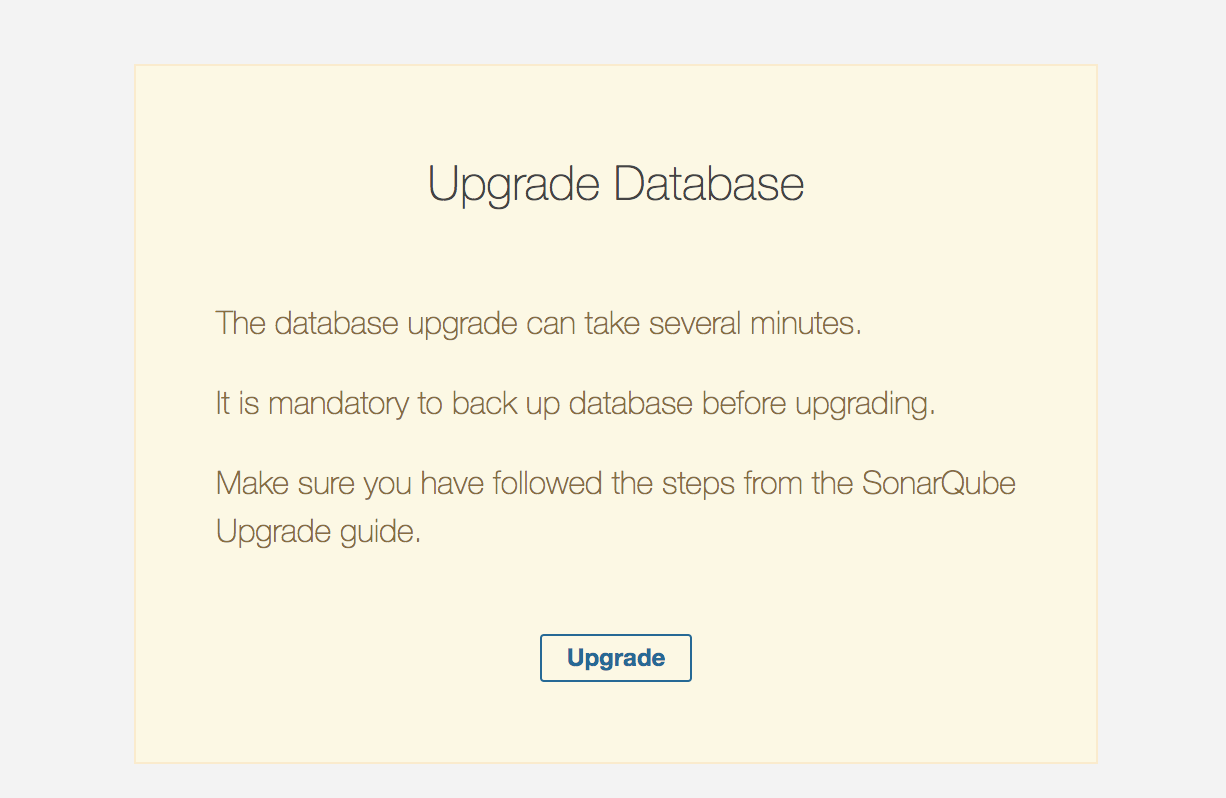 Upgrade Database
The database upgrade can take several minutes.
It is mandatory to back up database before upgrading.
Make sure you have followed the steps from the SonarQube
Upgrade guide.
Upgrade